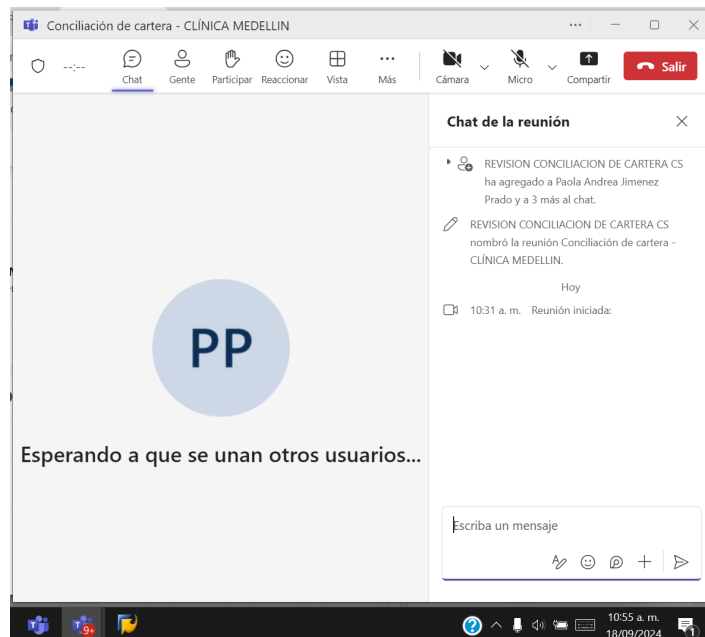 Conciliación de cartera - CLÍNICA MEDELLIN
--:--
Chat
Gente
Participar
Reaccionar
Vista
Más
Cámara
Micro
Compartir
Salir
Chat de la reunión
REVISION CONCILIACION DE CARTERA CS
ha agregado a Paola Andrea Jimenez
Prado y a 3 más al chat.
REVISION CONCILIACION DE CARTERA CS
nombró la reunión Conciliación de cartera -
CLÍNICA MEDELLIN.
Hoy
10:31 a. m. Reunión iniciada:
PP
Esperando a que se unan otros usuarios...
Escriba un mensaje
9+
10:55 a. m.
18/09/2024
1